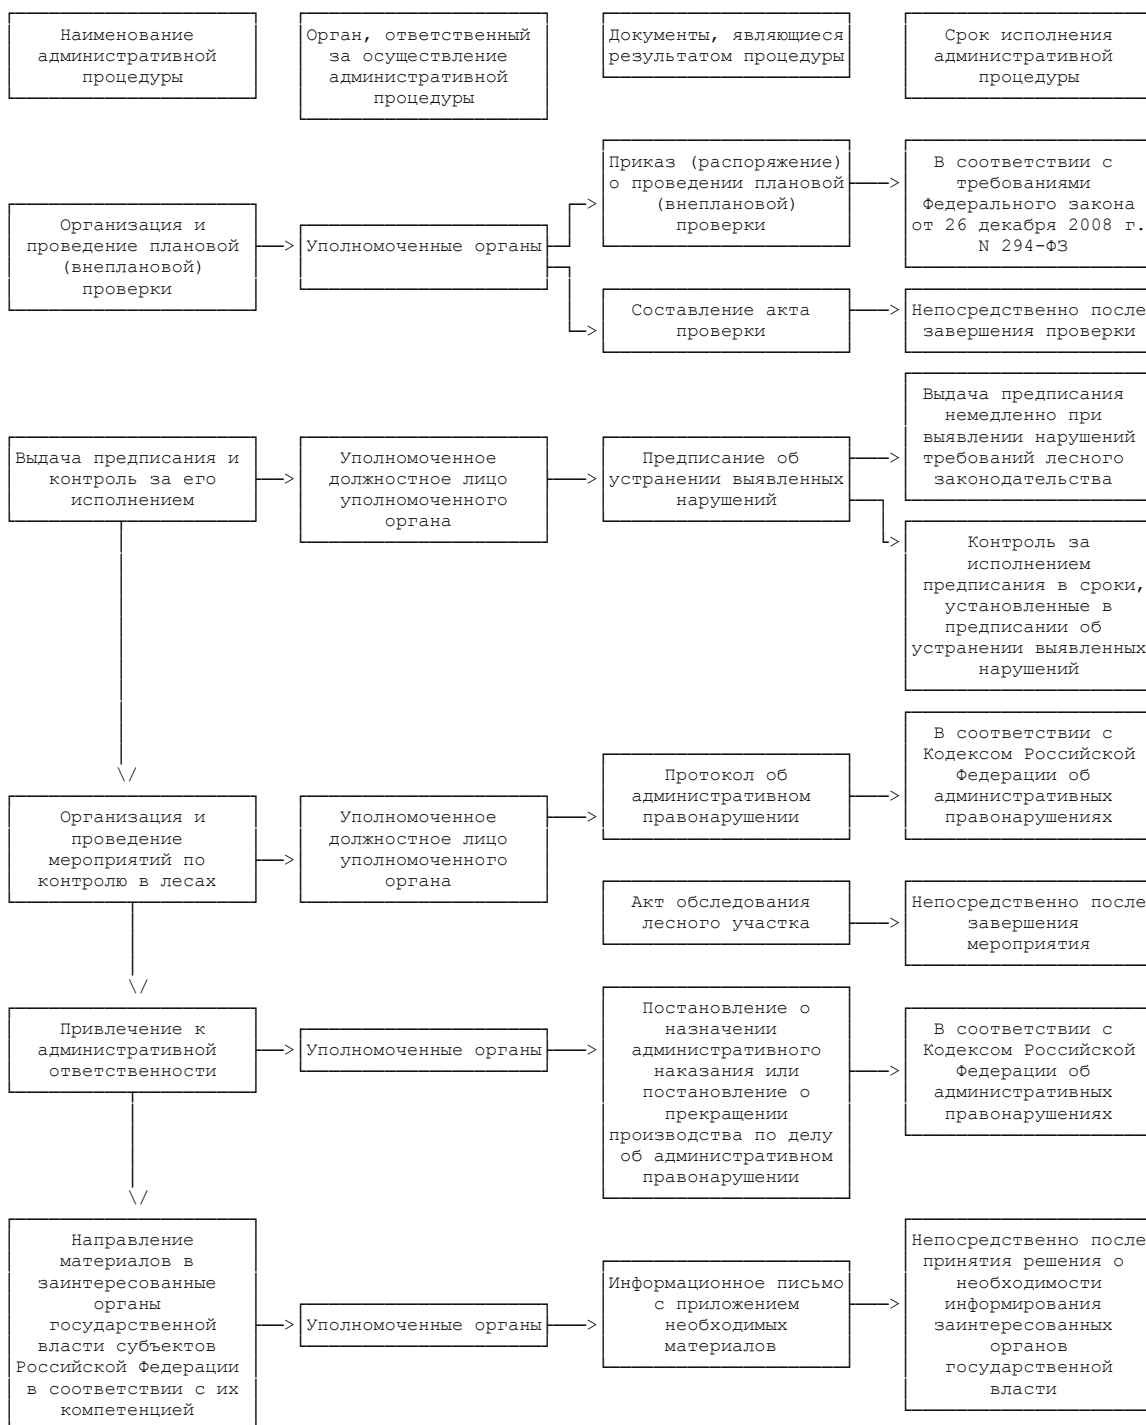 Наименование
административной
процедуры
Орган, ответственный
за осуществление
административной
процедуры
Документы, являющиеся
результатом процедуры
Срок исполнения
административной
процедуры
Организация и
проведение плановой
(внеплановой)
проверки
Уполномоченные органы
Приказ (распоряжение)
о проведении плановой
(внеплановой)
проверки
В соответствии с
требованиями
Федерального закона
от 26 декабря 2008 г.
N 294-ФЗ
Составление акта
проверки
Непосредственно после
завершения проверки
Выдача предписания и
контроль за его
исполнением
Уполномоченное
должностное лицо
уполномоченного
органа
Предписание об
устранении выявленных
нарушений
Выдача предписания
немедленно при
выявлении нарушений
требований лесного
законодательства
Контроль за
исполнением
предписания в сроки,
установленные в
предписании об
устранении выявленных
нарушений
Организация и
проведение
мероприятий по
контролю в лесах
Уполномоченное
должностное лицо
уполномоченного
органа
Протокол об
административном
правонарушении
В соответствии с
Кодексом Российской
Федерации об
административных
правонарушениях
Акт обследования
лесного участка
Непосредственно после
завершения
мероприятия
Привлечение к
административной
ответственности
Уполномоченные органы
Постановление о
назначении
административного
наказания или
постановление о
прекращении
производства по делу
об административном
правонарушении
В соответствии с
Кодексом Российской
Федерации об
административных
правонарушениях
Направление
материалов в
заинтересованные
органы
государственной
власти субъектов
Российской Федерации
в соответствии с их
компетенцией
Уполномоченные органы
Информационное письмо
с приложением
необходимых
материалов
Непосредственно после
принятия решения о
необходимости
информирования
заинтересованных
органов
государственной
власти